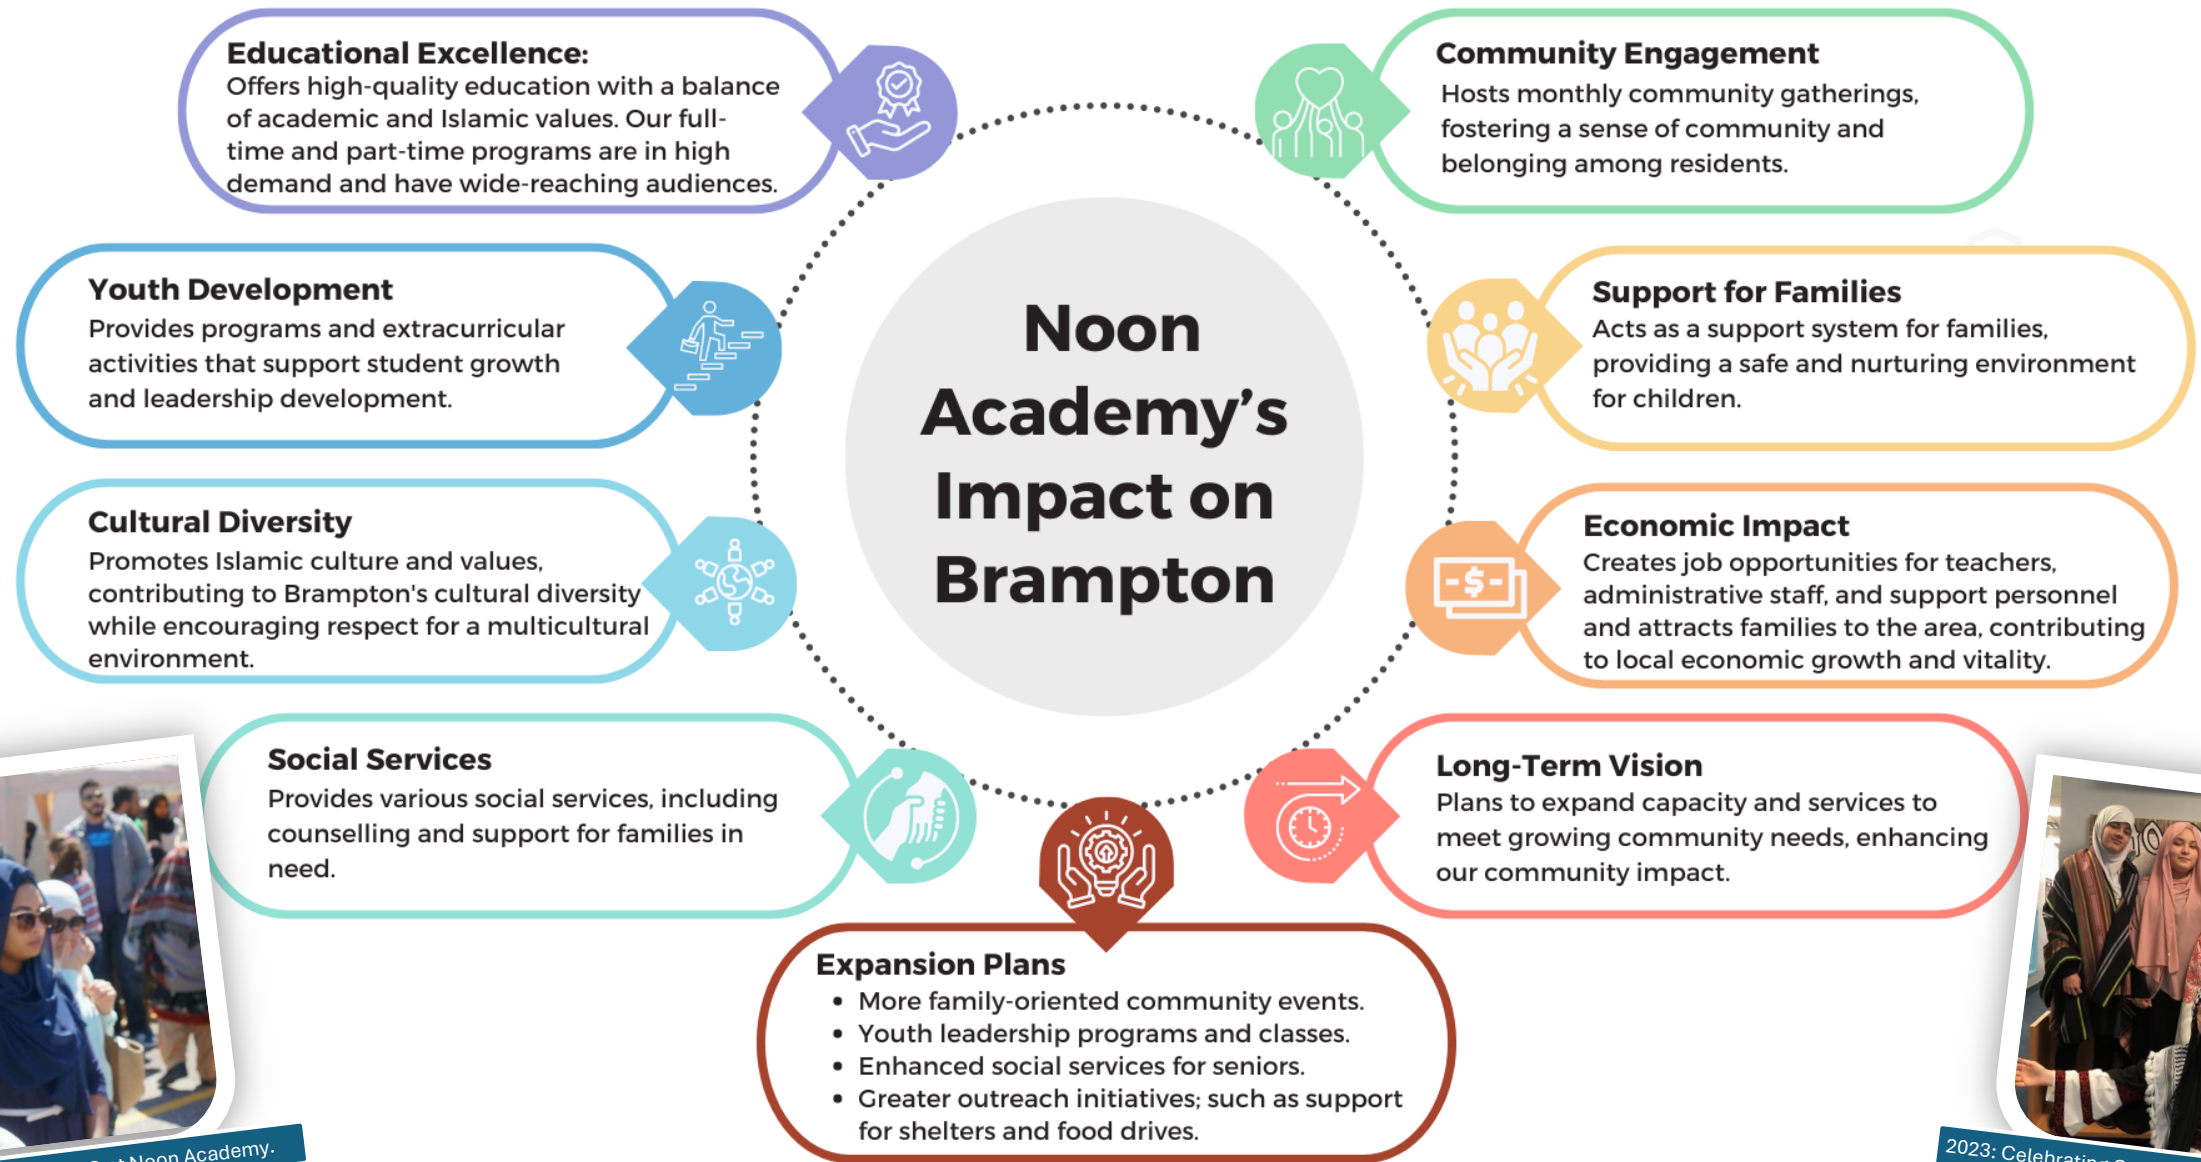 Educational Excellence:
Offers high-quality education with a balance
of academic and Islamic values. Our full-
time and part-time programs are in high
demand and have wide-reaching audiences.
Community Engagement
Hosts monthly community gatherings,
fostering a sense of community and
belonging among residents.
Youth Development
Provides programs and extracurricular
activities that support student growth
and leadership development.
Noon
Academy’s
Impact on
Brampton
Support for Families
Acts as a support system for families,
providing a safe and nurturing environment
for children.
Cultural Diversity
Promotes Islamic culture and values,
contributing to Brampton's cultural diversity
while encouraging respect for a multicultural
environment.
Economic Impact
Creates job opportunities for teachers,
administrative staff, and support personnel
and attracts families to the area, contributing
to local economic growth and vitality.
-$-
Social Services
Provides various social services, including
counselling and support for families in
need.
Long-Term Vision
Plans to expand capacity and services to
meet growing community needs, enhancing
our community impact.
Expansion Plans
• More family-oriented community events.
• Youth leadership programs and classes.
• Enhanced social services for seniors.
• Greater outreach initiatives; such as support
for shelters and food drives.
Noon Academy.
2023: Celebrating